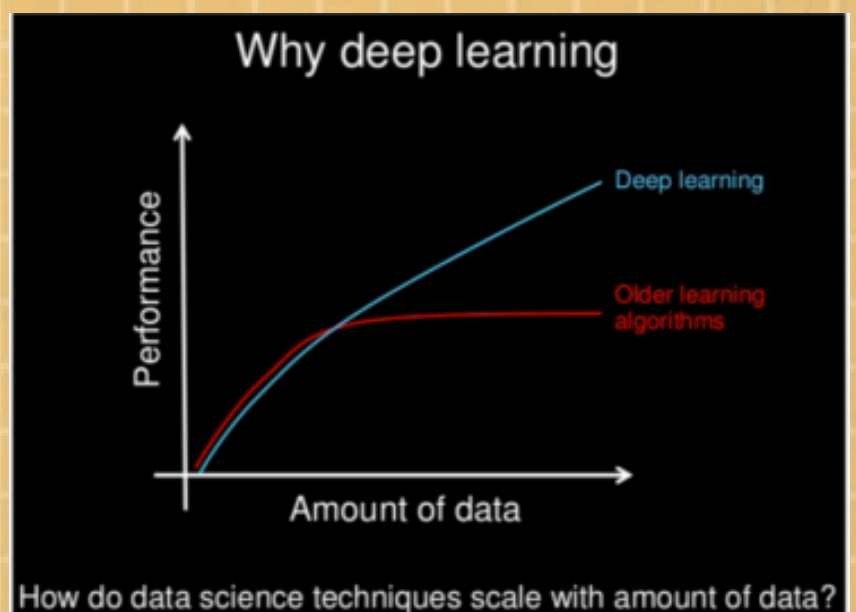 Why deep learning
Performance
Deep learning
Older learning
algorithms
Amount of data
How do data science techniques scale with amount of data?